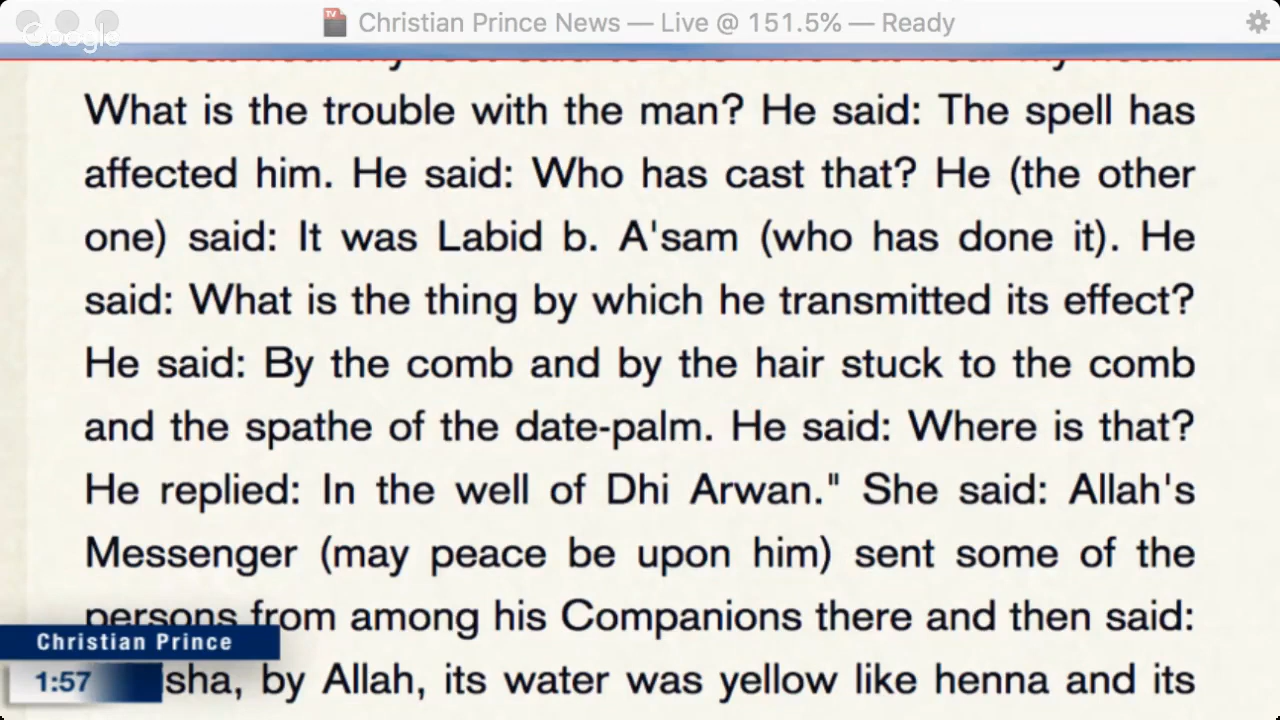 Christian Prince News — Live @ 151.5% — Ready
Google
What is the trouble with the man? He said: The spell has
affected him. He said: Who has cast that? He (the other
one) said: It was Labid b. A'sam (who has done it). He
said: What is the thing by which he transmitted its effect?
He said: By the comb and by the hair stuck to the comb
and the spathe of the date-palm. He said: Where is that?
He replied: In the well of Dhi Arwan." She said: Allah's
Messenger (may peace be upon him) sent some of the
persons from among his Companions there and then said:
sha, by Allah, its water was yellow like henna and its
Christian Prince
1:57